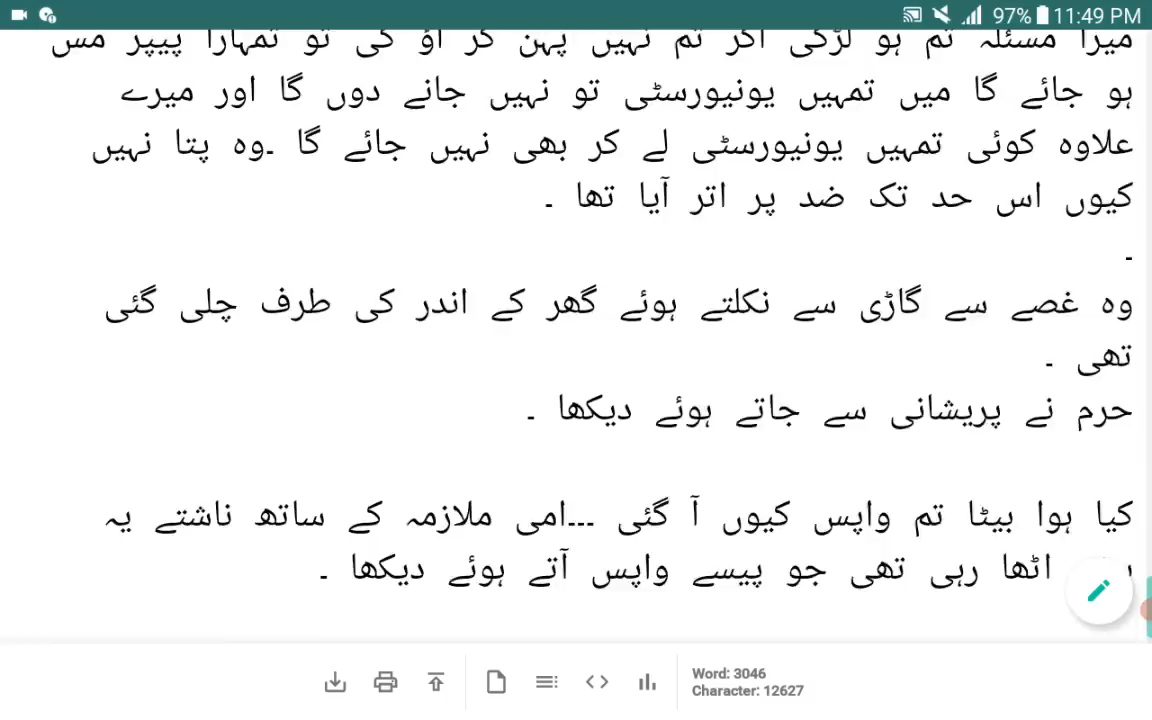 97% 11:49 PM
میرا مسئلہ تم ہو لڑکی اگر تم نہیں پہن کر آؤ گی تو تمہارا پیپر مس
ہو جائے گا میں تمہیں یونیورسٹی تو نہیں جانے دوں گا اور میرے
علاوہ کوئی تمہیں یونیورسٹی لے کر بھی نہیں جائے گا ۔وہ پتا نہیں
کیوں اس حد تک ضد پر اتر آیا تھا ۔
۔
وہ غصے سے گاڑی سے نکلتے ہوئے گھر کے اندر کی طرف چلی گئی
تھی ۔
حرم نے پریشانی سے جاتے ہوئے دیکھا ۔
کیا ہوا بیٹا تم واپس کیوں آ گئی ۔۔۔امی ملازمہ کے ساتھ ناشتے یہ
اٹھا رہی تھی جو پیسے واپس آتے ہوئے دیکھا ۔
Word: 3046
Character: 12627